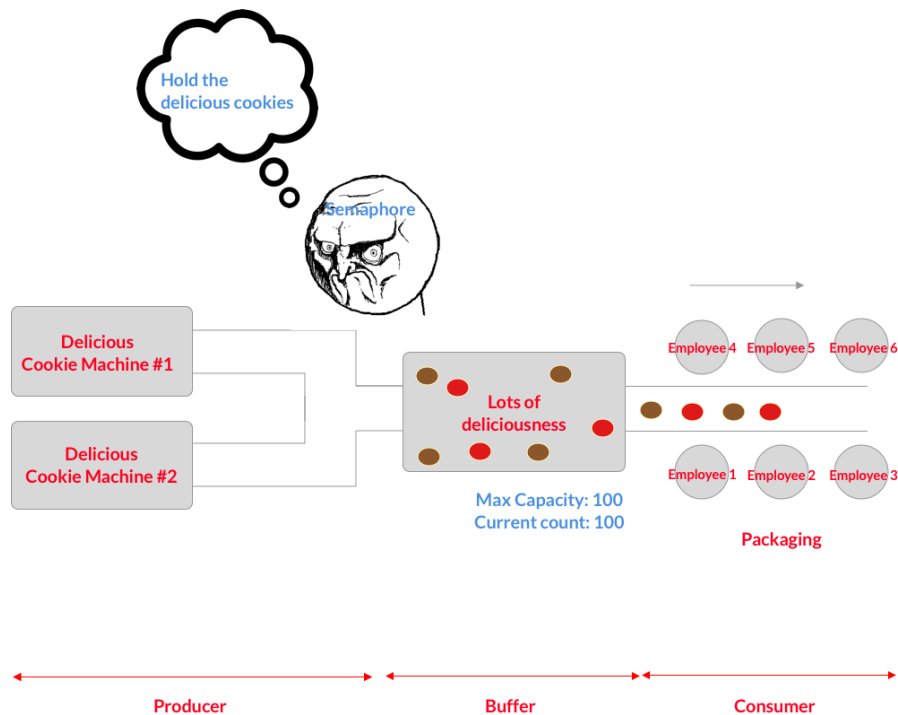 Hold the
delicious cookies
Semaphore
Delicious
Cookie Machine #1
Delicious
Cookie Machine #2
Lots of
deliciousness
Max Capacity: 100
Current count: 100
Employee 4
Employee 5
Employee 6
Employee 1
Employee 2
Employee 3
Packaging
Producer
Buffer
Consumer